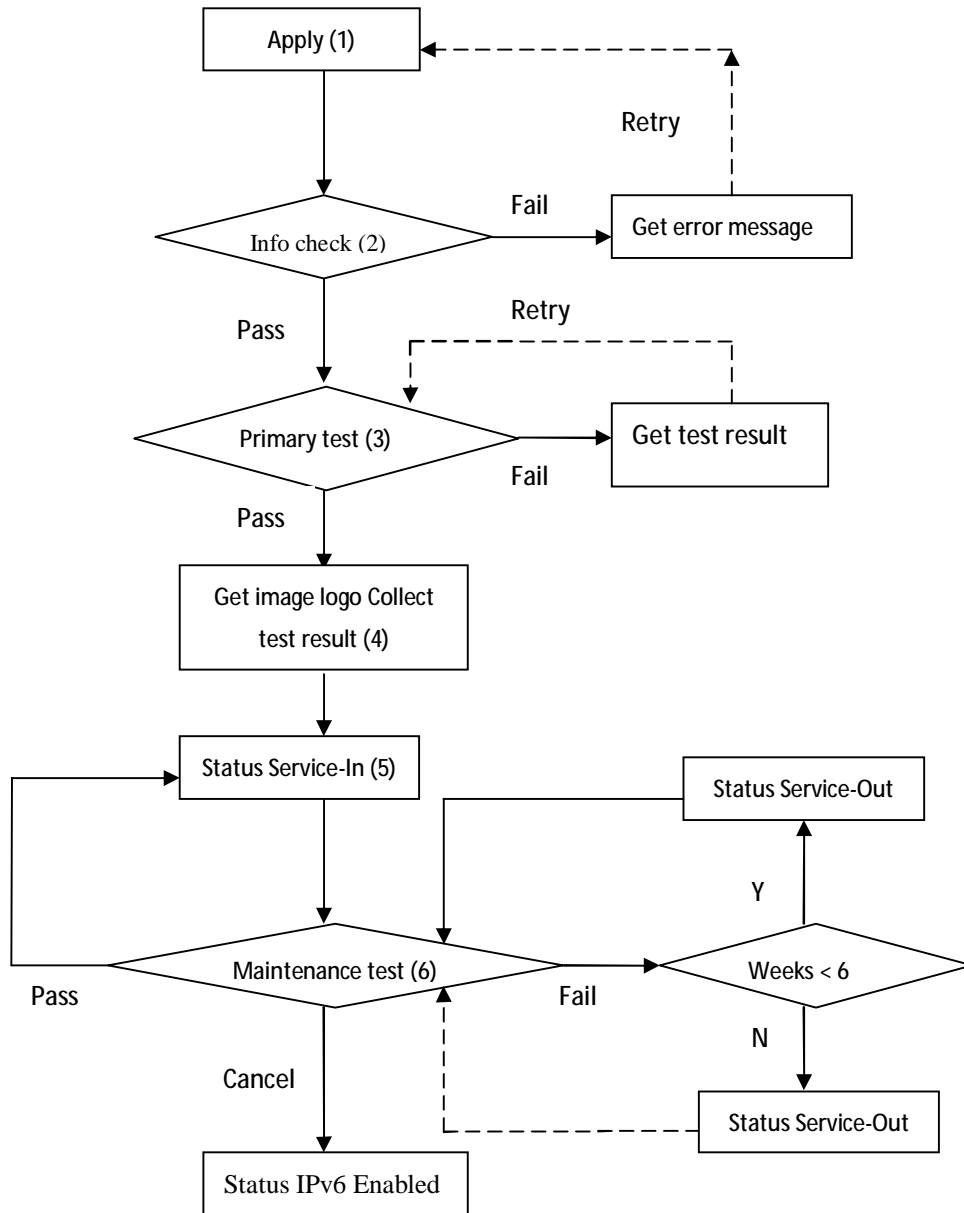 Apply (1)
Retry
Fail
Get error message
Info check (2)
Pass
Retry
Primary test (3)
Get test result
Fail
Pass
Get image logo Collect
test result (4)
Status Service-In (5)
Status Service-Out
Y
Maintenance test (6)
Weeks < 6
Pass
Fail
N
Cancel
Status Service-Out
Status IPv6 Enabled